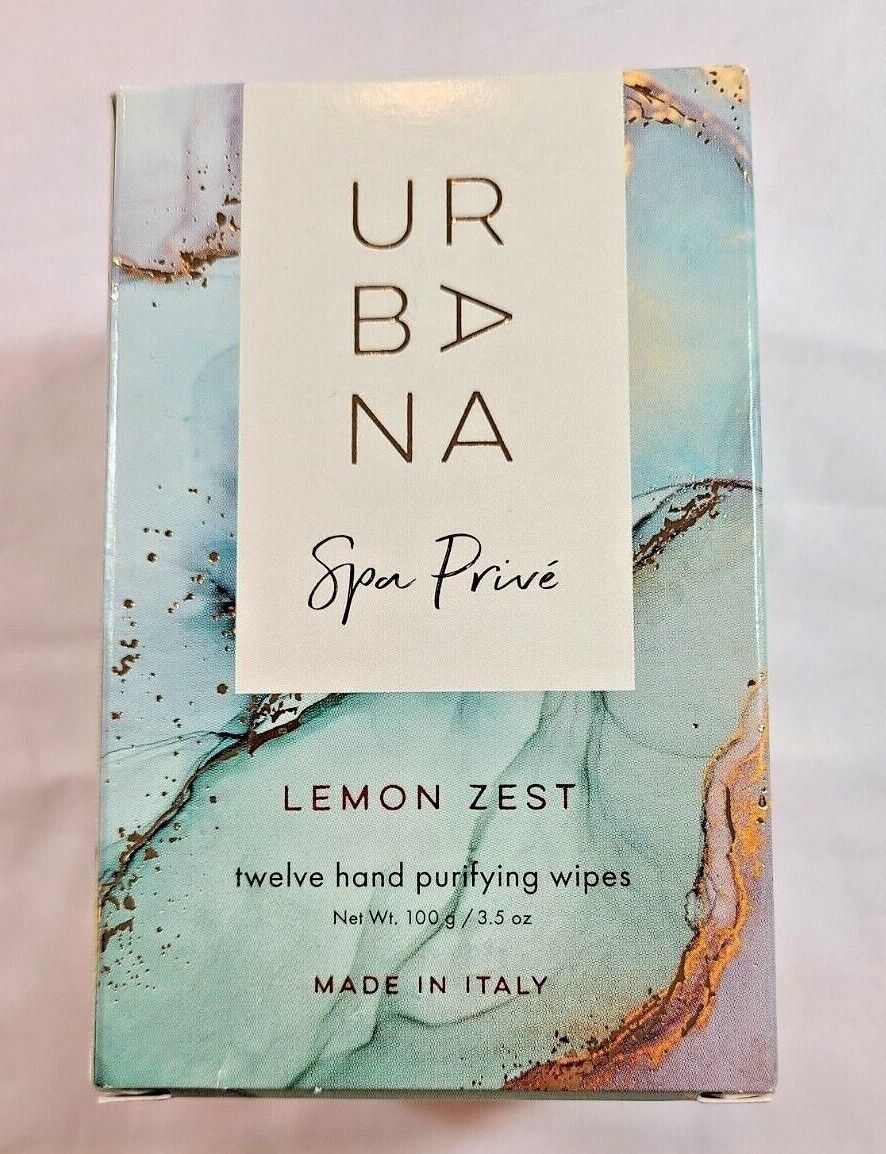 UR
BA
NA
Spa Privé
LEMON ZEST
twelve hand purifying wipes
Net Wt. 100 g / 3.5 oz
MADE IN ITALY